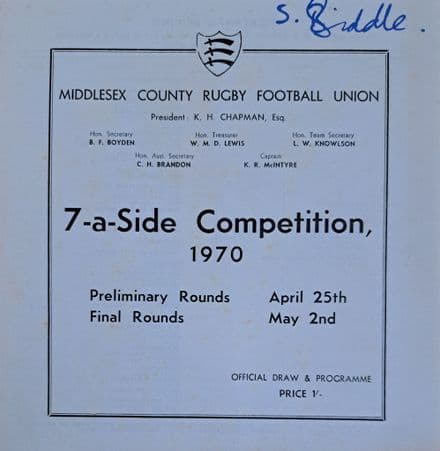 S. Biddle.
MIDDLESEX COUNTY RUGBY FOOTBALL UNION
President: K. H. CHAPMAN, Esq.
Hon. Secretary Hon. Treasurer Hon. Team Secretary
B. F. BOYDEN W. M. D. LEWIS L. W. KNOWLSON
Hon. Asst. Secretary Captain
C. H. BRANDON K. R. McINTYRE
7-a-Side Competition,
1970
Preliminary Rounds April 25th
Final Rounds May 2nd
OFFICIAL DRAW & PROGRAMME
PRICE 1/-